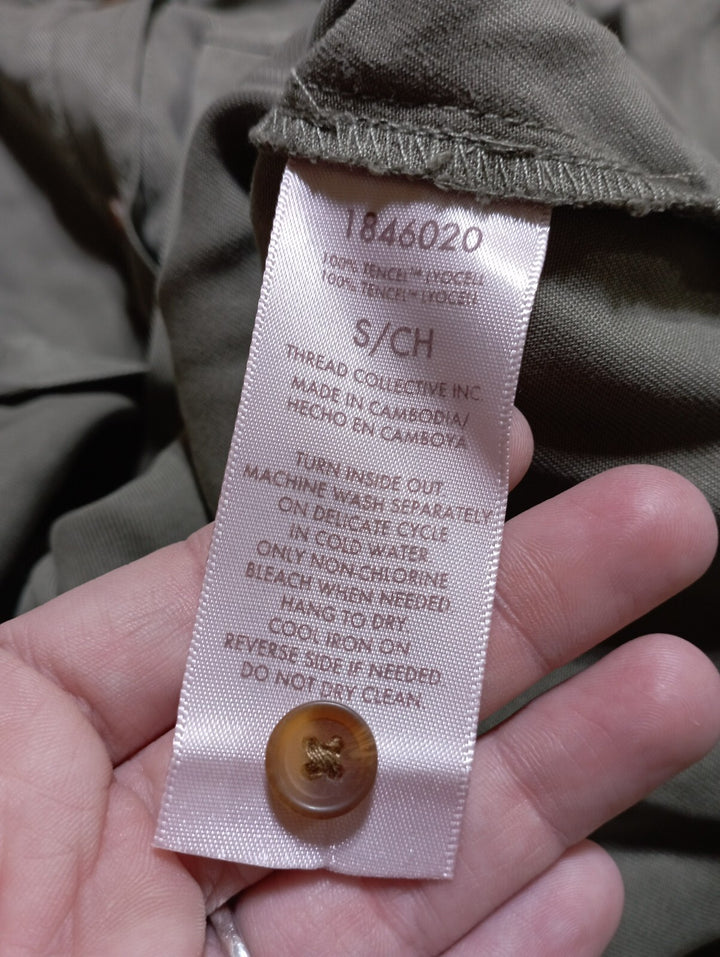 1846020
100% TENCEL™ LYOCELL
100% TENCEL™ LYOCELL
S/CH
THREAD COLLECTIVE INC.
MADE IN CAMBODIA/
HECHO EN CAMBOYA
TURN INSIDE OUT.
MACHINE WASH SEPARATELY
ON DELICATE CYCLE
IN COLD WATER.
ONLY NON-CHLORINE
BLEACH WHEN NEEDED.
HANG TO DRY.
COOL IRON ON
REVERSE SIDE IF NEEDED.
DO NOT DRY CLEAN.